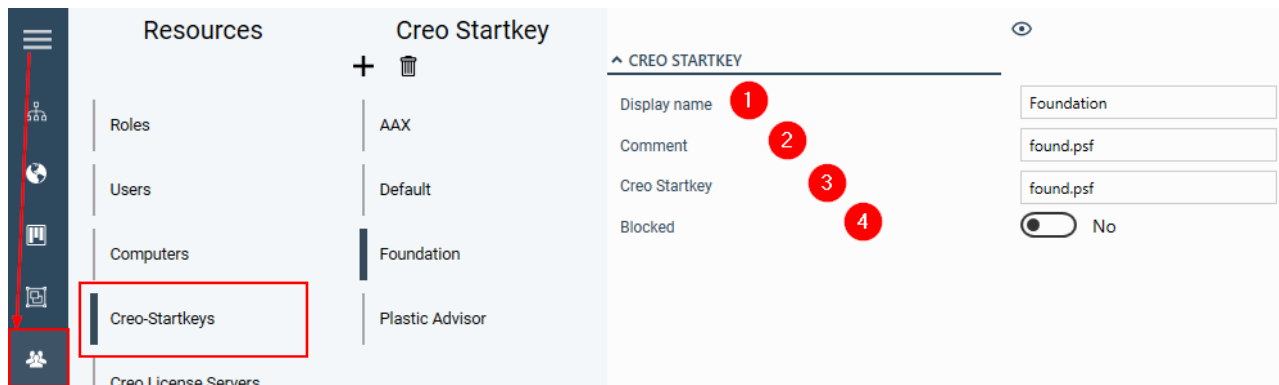 Resources
Roles
Users
Computers
Creo-Startkeys
Creo License Servers
Creo Startkey
AAX
Default
Foundation
Plastic Advisor
CREO STARTKEY
Display name 1 Foundation
Comment 2 found.psf
Creo Startkey 3 found.psf
Blocked 4 No